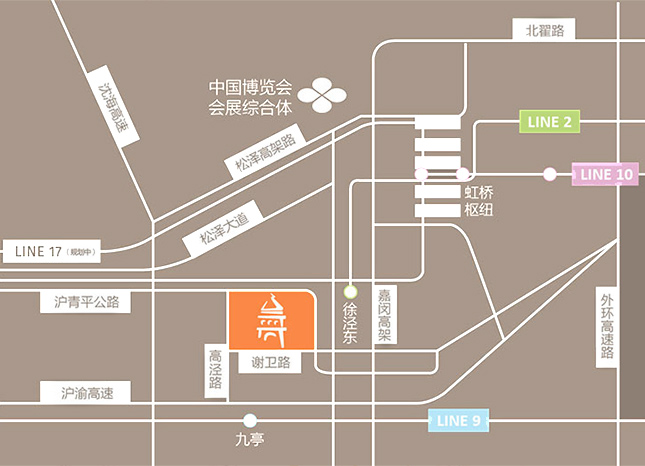 北翟路
沈海高速
中国博览会
会展综合体
LINE 2
松泽高架路
LINE 10
虹桥
枢纽
松泽大道
LINE 17（规划中）
沪青平公路
徐泾东
嘉闵高架
外环高速路
高泾路
谢卫路
沪渝高速
LINE 9
九亭